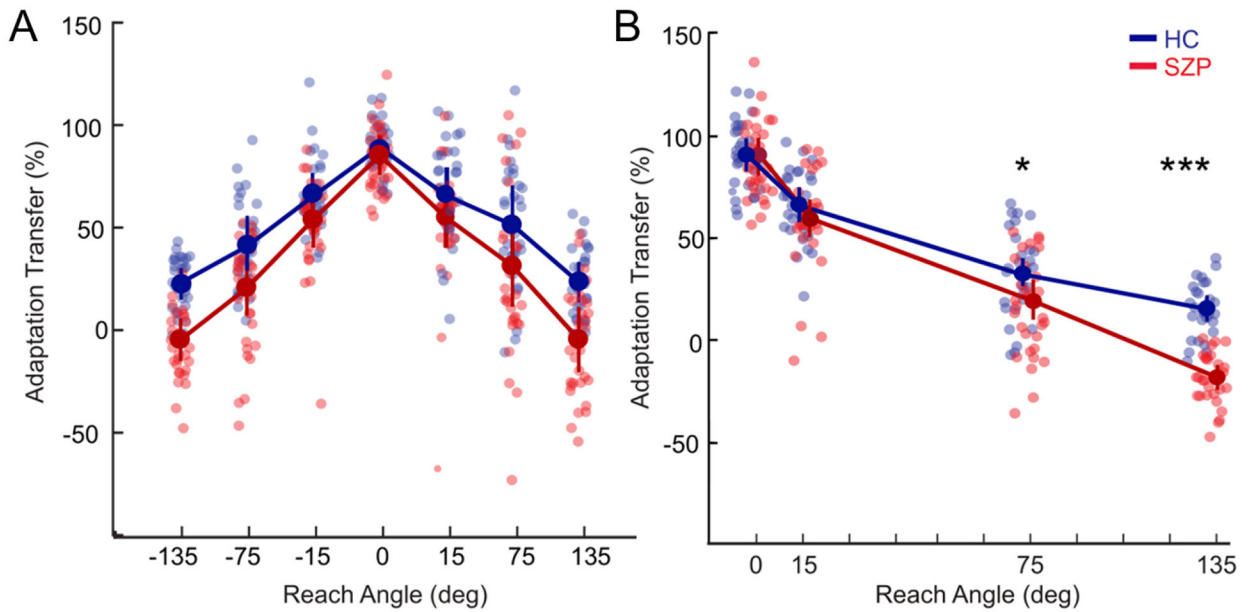 A
150
100
50
0
-50
Adaptation Transfer (%)
-135 -75 -15 0 15 75 135
Reach Angle (deg)
B
HC
SZP
150
100
50
0
-50
Adaptation Transfer (%)
* ***
0 15 75 135
Reach Angle (deg)